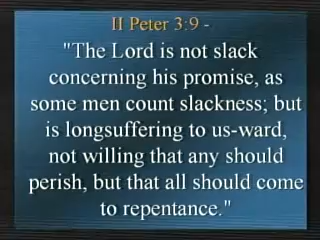 II Peter 3:9 -
"The Lord is not slack
concerning his promise, as
some men count slackness; but
is longsuffering to us-ward,
not willing that any should
perish, but that all should come
to repentance."